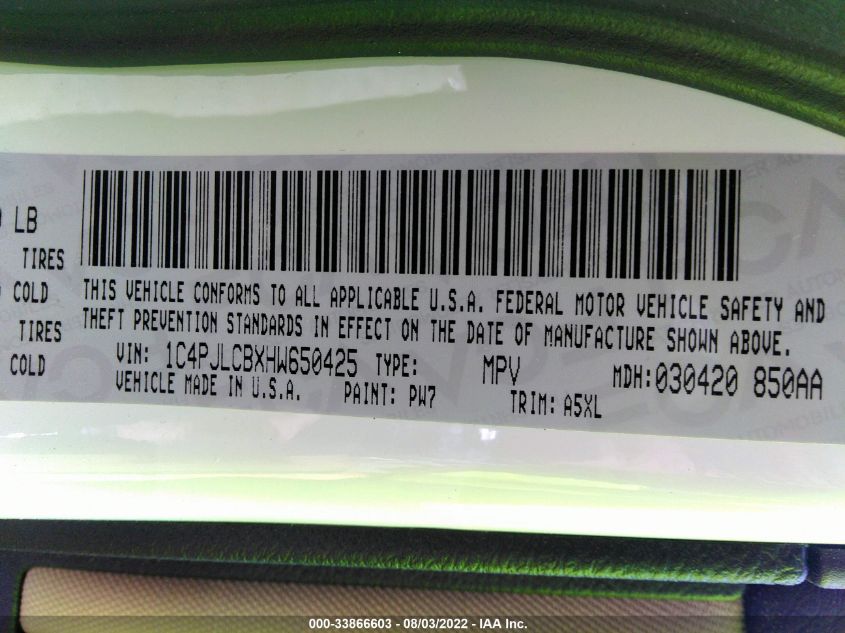 LB
TIRES
COLD
TIRES
COLD
THIS VEHICLE CONFORMS TO ALL APPLICABLE U.S.A. FEDERAL MOTOR VEHICLE SAFETY AND
THEFT PREVENTION STANDARDS IN EFFECT ON THE DATE OF MANUFACTURE SHOWN ABOVE.
VIN: 1C4PJLCBXHW650425 TYPE: MPV MDH:030420 850AA
VEHICLE MADE IN U.S.A. PAINT: PW7 TRIM: A5XL
000-33866603 - 08/03/2022 - IAA Inc.